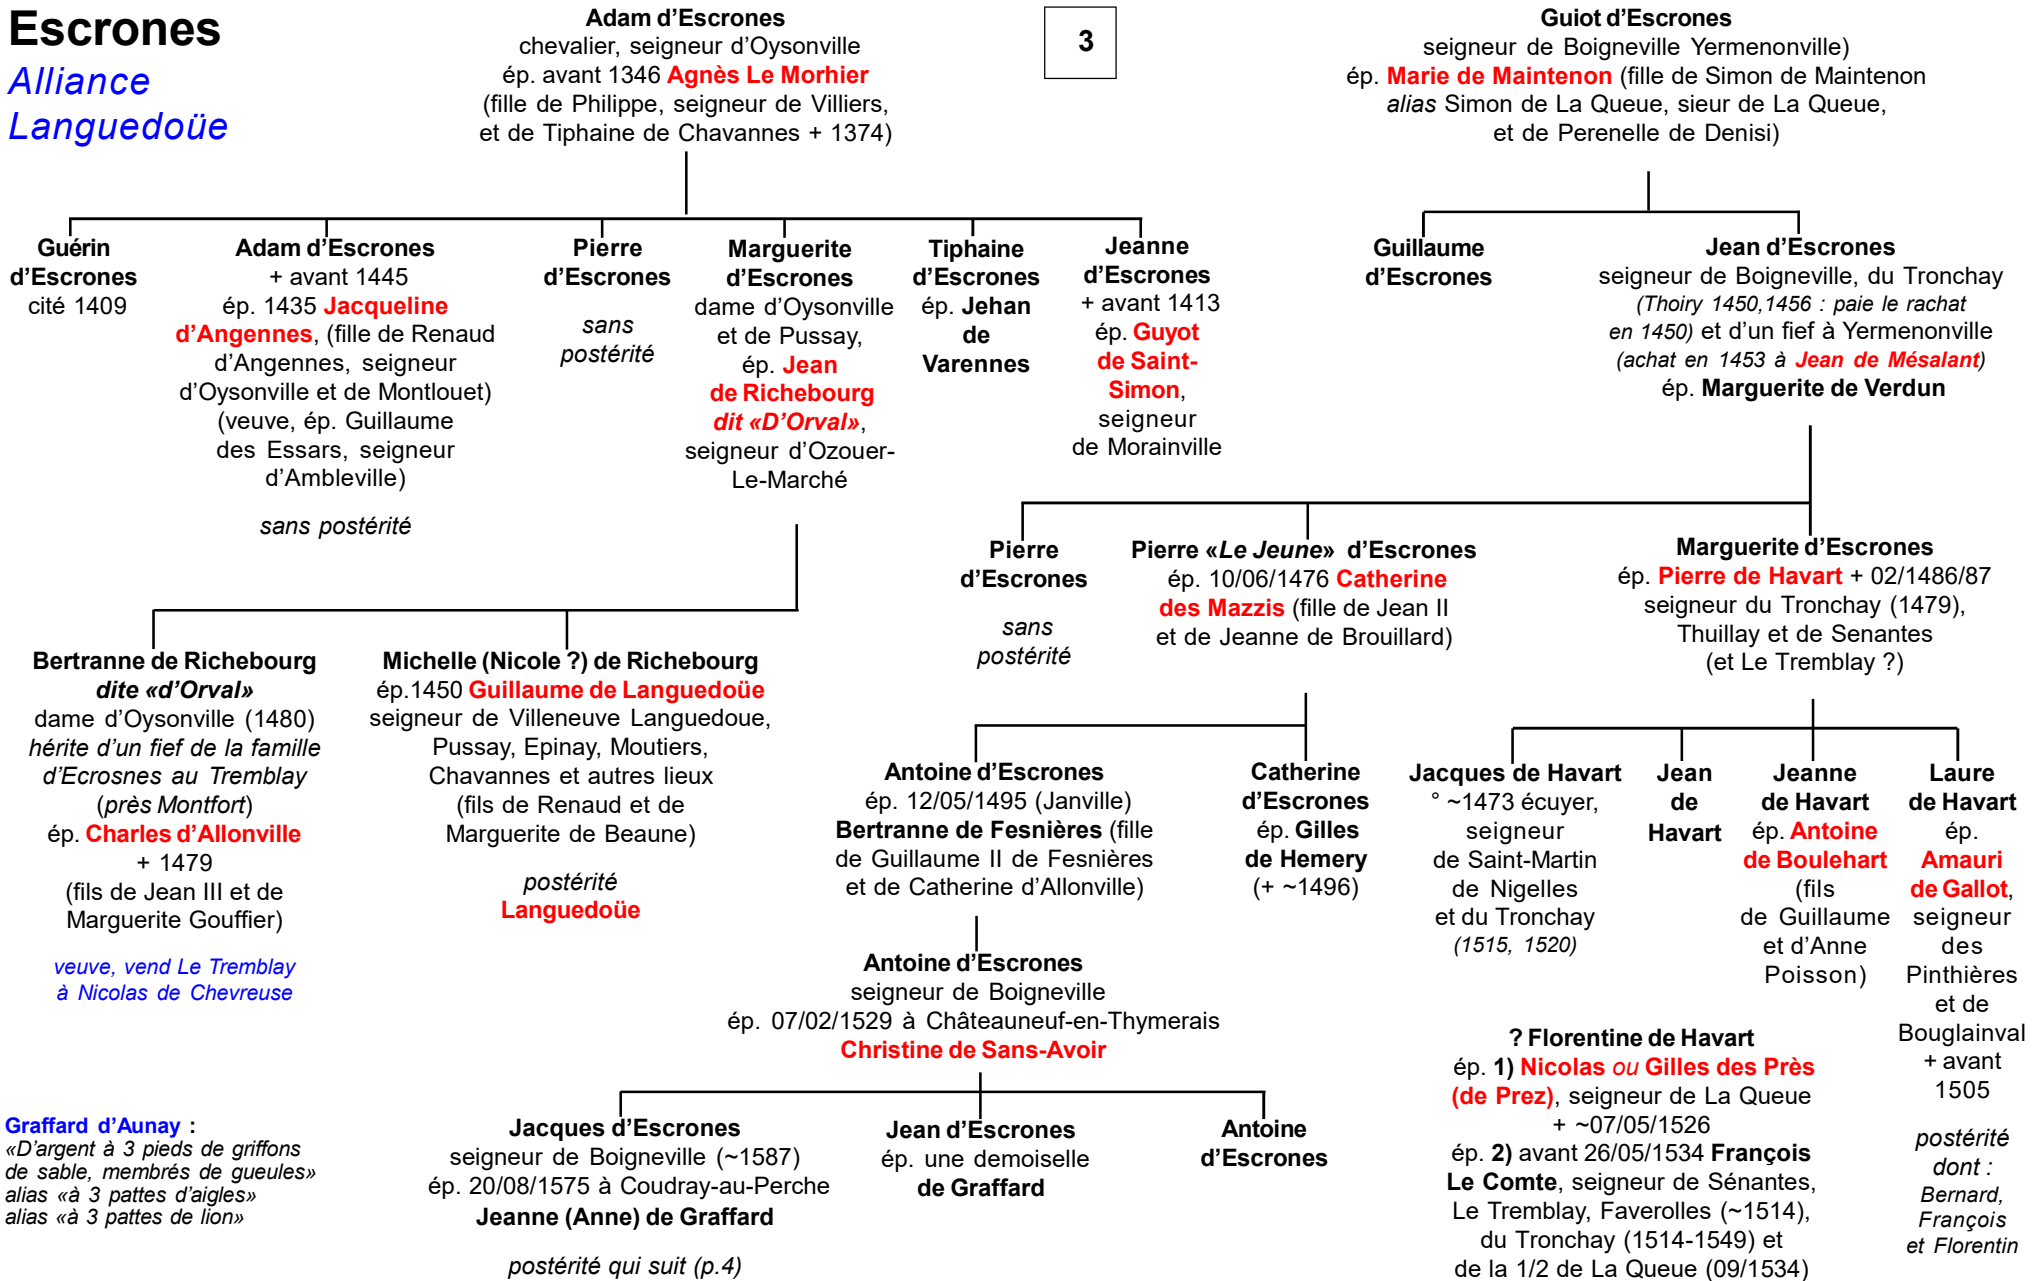 Escrones
Alliance
Languedoüe
Adam d’Escrones
chevalier, seigneur d’Oysonville
ép. avant 1346 Agnès Le Morhier
(fille de Philippe, seigneur de Villiers,
et de Tiphaine de Chavannes + 1374)
3
Guiot d’Escrones
seigneur de Boigneville Yermenonville)
ép. Marie de Maintenon (fille de Simon de Maintenon
alias Simon de La Queue, sieur de La Queue,
et de Perenelle de Denisi)
Guérin
d’Escrones
cité 1409
Adam d’Escrones
+ avant 1445
ép. 1435 Jacqueline
d’Angennes, (fille de Renaud
d’Angennes, seigneur
d’Oysonville et de Montlouet)
(veuve, ép. Guillaume
des Essars, seigneur
d’Ambleville)
sans postérité
Pierre
d’Escrones
sans
postérité
Marguerite
d’Escrones
dame d’Oysonville
et de Pussay,
ép. Jean
de Richebourg
dit «D’Orval»,
seigneur d’Ozouer-
Le-Marché
Tiphaine
d’Escrones
ép. Jehan
de
Varennes
Jeanne
d’Escrones
+ avant 1413
ép. Guyot
de Saint-
Simon,
seigneur
de Morainville
Guillaume
d’Escrones
Jean d’Escrones
seigneur de Boigneville, du Tronchay
(Thoiry 1450,1456 : paie le rachat
en 1450) et d’un fief à Yermenonville
(achat en 1453 à Jean de Mésalant)
ép. Marguerite de Verdun
Pierre
d’Escrones
sans
postérité
Pierre «Le Jeune» d’Escrones
ép. 10/06/1476 Catherine
des Mazzis (fille de Jean II
et de Jeanne de Brouillard)
Marguerite d’Escrones
ép. Pierre de Havart + 02/1486/87
seigneur du Tronchay (1479),
Thuillay et de Senantes
(et Le Tremblay ?)
Bertranne de Richebourg
dite «d’Orval»
dame d’Oysonville (1480)
hérite d’un fief de la famille
d’Ecrosnes au Tremblay
(près Montfort)
ép. Charles d’Allonville
+ 1479
(fils de Jean III et de
Marguerite Gouffier)
veuve, vend Le Tremblay
à Nicolas de Chevreuse
Michelle (Nicole ?) de Richebourg
ép.1450 Guillaume de Languedoüe
seigneur de Villeneuve Languedoue,
Pussay, Epinay, Moutiers,
Chavannes et autres lieux
(fils de Renaud et de
Marguerite de Beaune)
postérité
Languedoüe
Antoine d’Escrones
ép. 12/05/1495 (Janville)
Bertranne de Fesnières (fille
de Guillaume II de Fesnières
et de Catherine d’Allonville)
Catherine
d’Escrones
ép. Gilles
de Hemery
(+ ~1496)
Jacques de Havart
° ~1473 écuyer,
seigneur
de Saint-Martin
de Nigelles
et du Tronchay
(1515, 1520)
Jean
de
Havart
Jeanne
de Havart
ép. Antoine
de Boulehart
(fils
de Guillaume
et d’Anne
Poisson)
Laure
de Havart
ép.
Amauri
de Gallot,
seigneur
des
Pinthières
et de
Bouglainval
+ avant
1505
postérité
dont :
Bernard,
François
et Florentin
Antoine d’Escrones
seigneur de Boigneville
ép. 07/02/1529 à Châteauneuf-en-Thymerais
Christine de Sans-Avoir
? Florentine de Havart
ép. 1) Nicolas ou Gilles des Près
(de Prez), seigneur de La Queue
+ ~07/05/1526
ép. 2) avant 26/05/1534 François
Le Comte, seigneur de Sénantes,
Le Tremblay, Faverolles (~1514),
du Tronchay (1514-1549) et
de la 1/2 de La Queue (09/1534)
Graffard d’Aunay :
«D’argent à 3 pieds de griffons
de sable, membrés de gueules»
alias «à 3 pattes d’aigles»
alias «à 3 pattes de lion»
Jacques d’Escrones
seigneur de Boigneville (~1587)
ép. 20/08/1575 à Coudray-au-Perche
Jeanne (Anne) de Graffard
postérité qui suit (p.4)
Jean d’Escrones
ép. une demoiselle
de Graffard
Antoine
d’Escrones